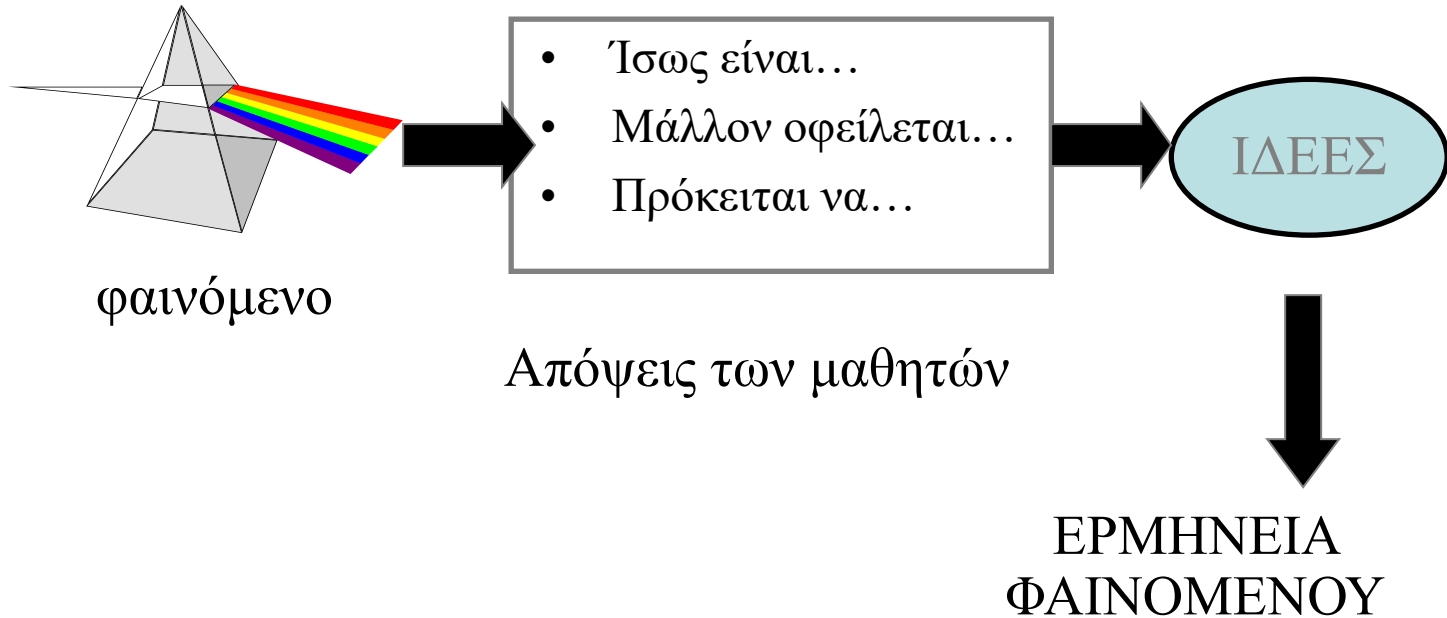 • Ίσως είναι…
• Μάλλον οφείλεται…
• Πρόκειται να…
ΙΔΕΕΣ
φαινόμενο
Απόψεις των μαθητών
ΕΡΜΗΝΕΙΑ
ΦΑΙΝΟΜΕΝΟΥ